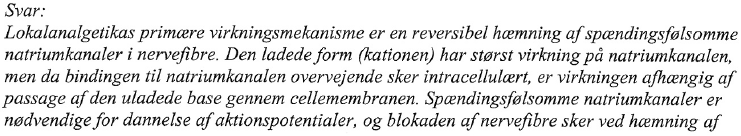 Svar:
Lokalanalgetikas primære virkningsmekanisme er en reversibel hæmning af spændingsfølsomme
natriumkanaler i nervefibre. Den ladede form (kationen) har størst virkning på natriumkanalen,
men da bindingen til natriumkanalen overvejende sker intracellulært, er virkningen afhængig af
passage af den uladede base gennem cellemembranen. Spændingsfølsomme natriumkanaler er
nødvendige for dannelse af aktionspotentialer, og blokaden af nervefibre sker ved hæmning af